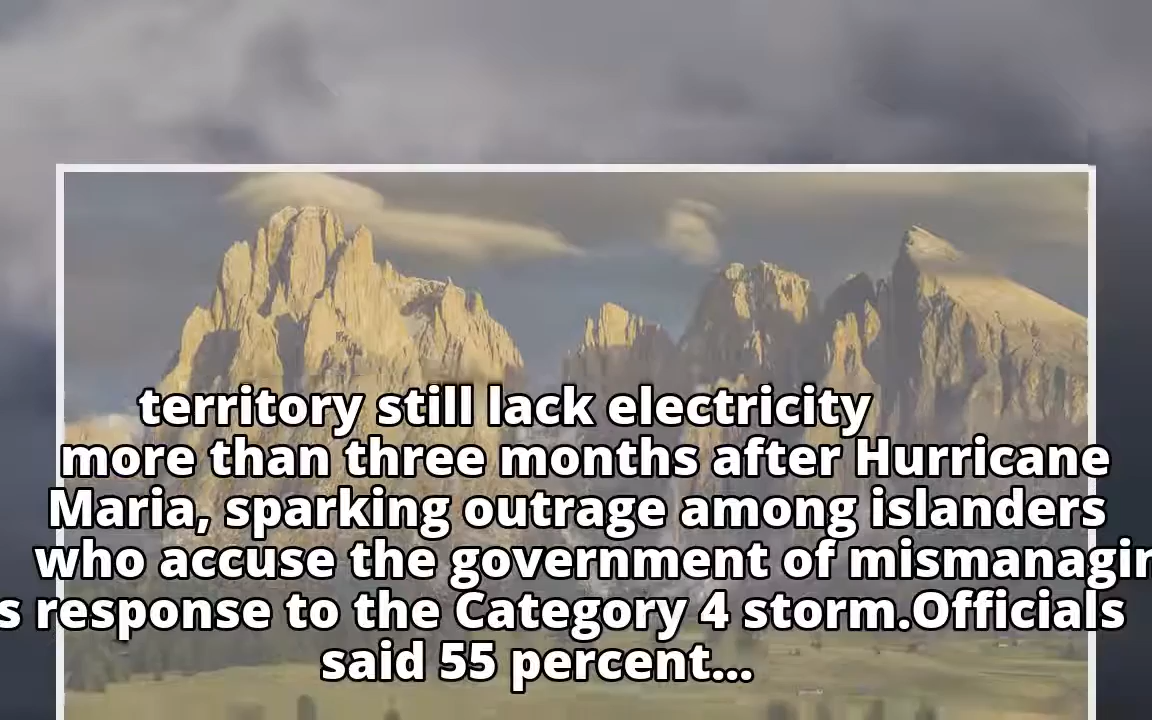 territory still lack electricity
more than three months after Hurricane
Maria, sparking outrage among islanders
who accuse the government of
response to the Category 4 storm.Officials
said 55 percent...